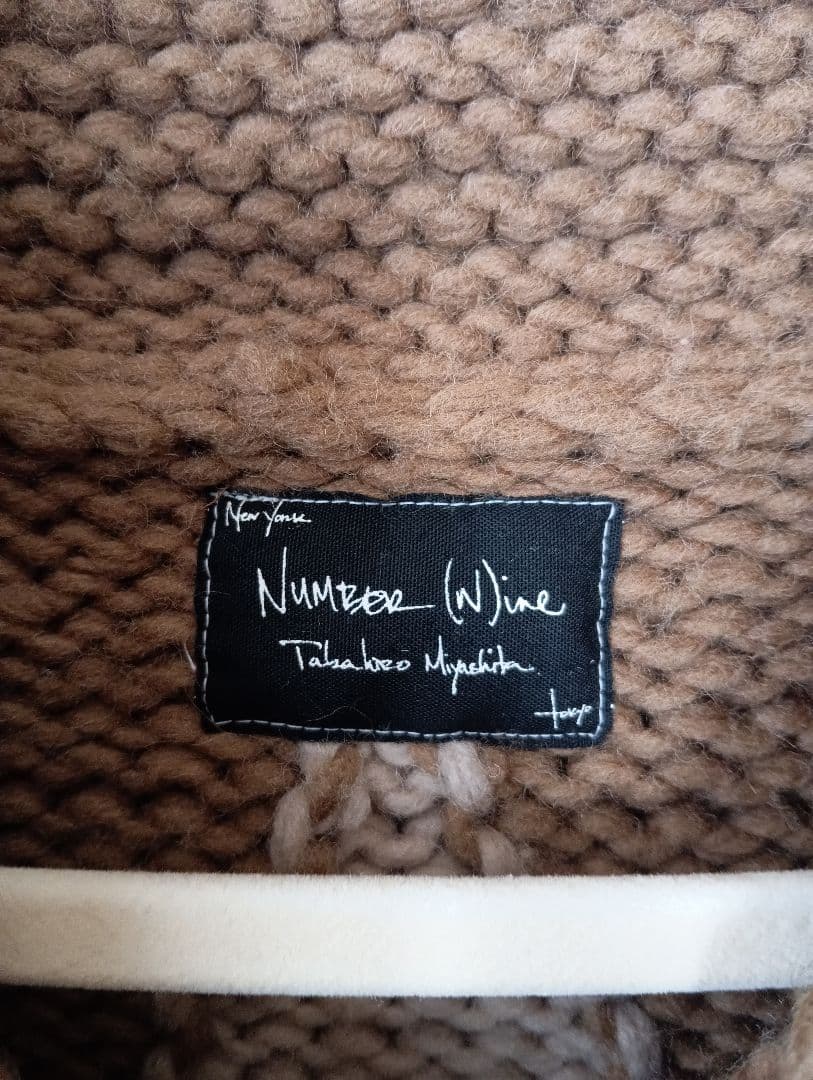 New York
NUMBER (N)ine
Takahiro Miyashita
tokyo